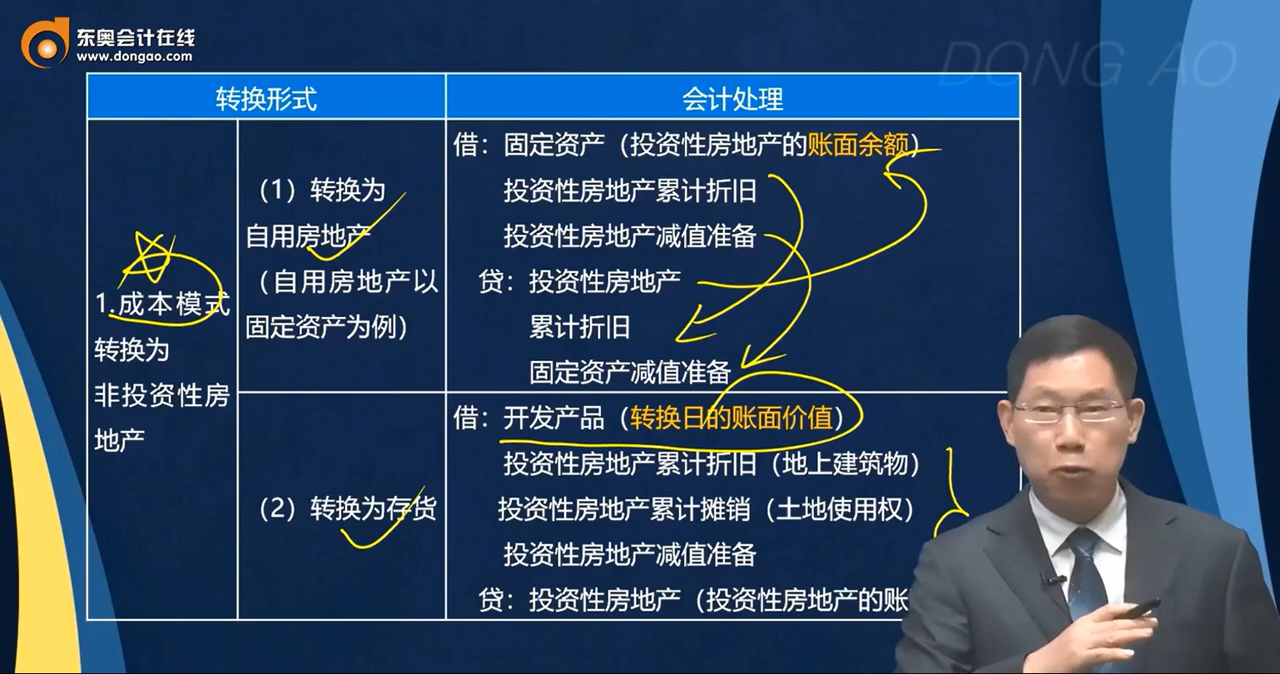 东奥会计在线
www.dongao.com
DONG AO
转换形式
会计处理
1.成本模式
转换为
非投资性房
地产
（1）转换为
自用房地产
（自用房地产以
固定资产为例）
借：固定资产（投资性房地产的账面余额）
投资性房地产累计折旧
投资性房地产减值准备
贷：投资性房地产
累计折旧
固定资产减值准备
（2）转换为存货
借：开发产品（转换日的账面价值）
投资性房地产累计折旧（地上建筑物）
投资性房地产累计摊销（土地使用权）
投资性房地产减值准备
贷：投资性房地产（投资性房地产的账